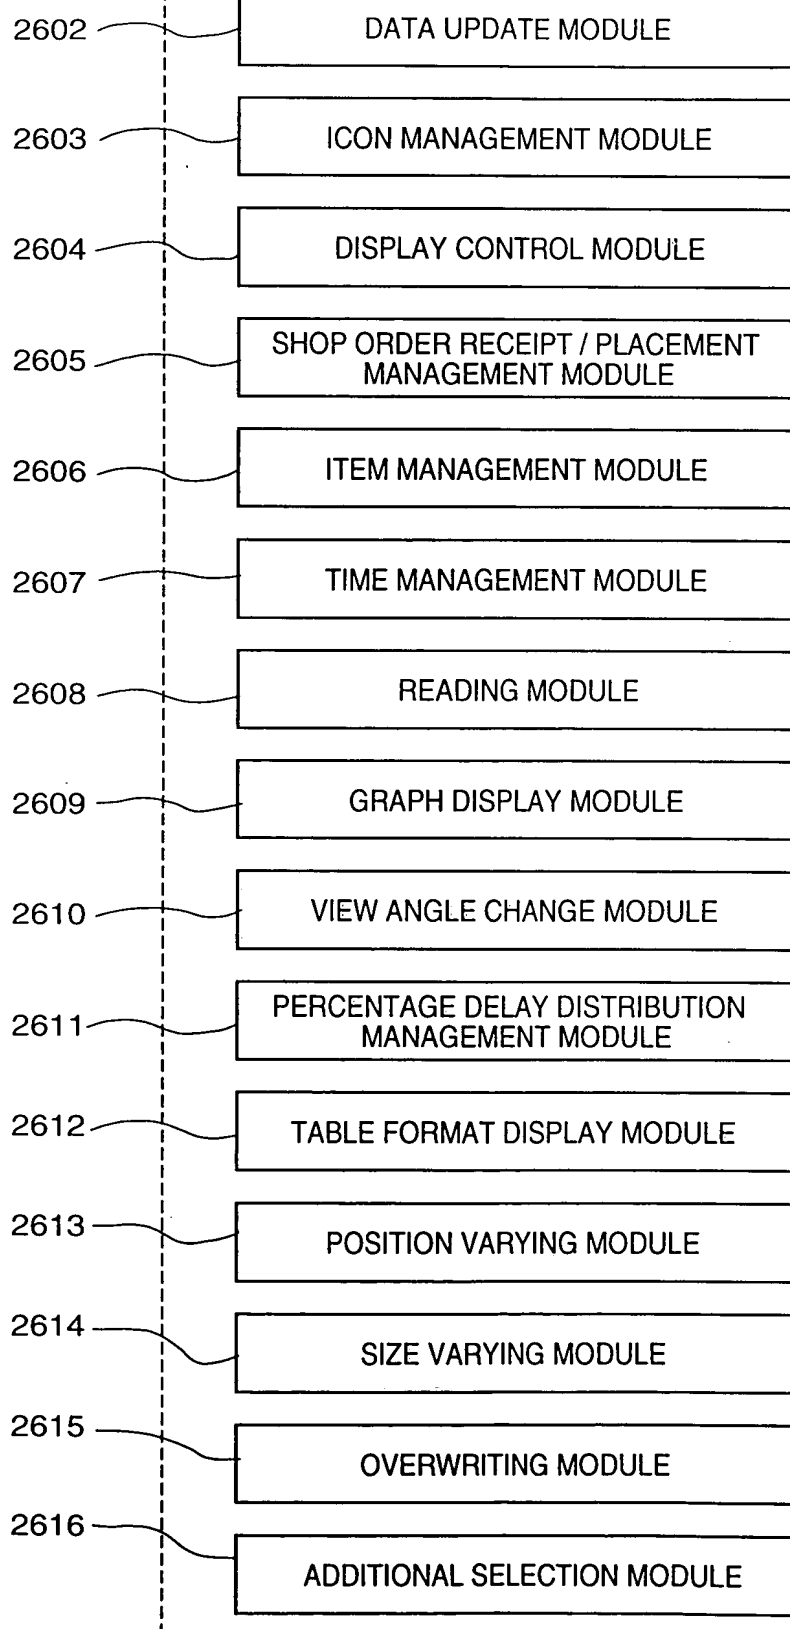 2602 DATA UPDATE MODULE
2603 ICON MANAGEMENT MODULE
2604 DISPLAY CONTROL MODULE
2605 SHOP ORDER RECEIPT / PLACEMENT
MANAGEMENT MODULE
2606 ITEM MANAGEMENT MODULE
2607 TIME MANAGEMENT MODULE
2608 READING MODULE
2609 GRAPH DISPLAY MODULE
2610 VIEW ANGLE CHANGE MODULE
2611 PERCENTAGE DELAY DISTRIBUTION
MANAGEMENT MODULE
2612 TABLE FORMAT DISPLAY MODULE
2613 POSITION VARYING MODULE
2614 SIZE VARYING MODULE
2615 OVERWRITING MODULE
2616 ADDITIONAL SELECTION MODULE